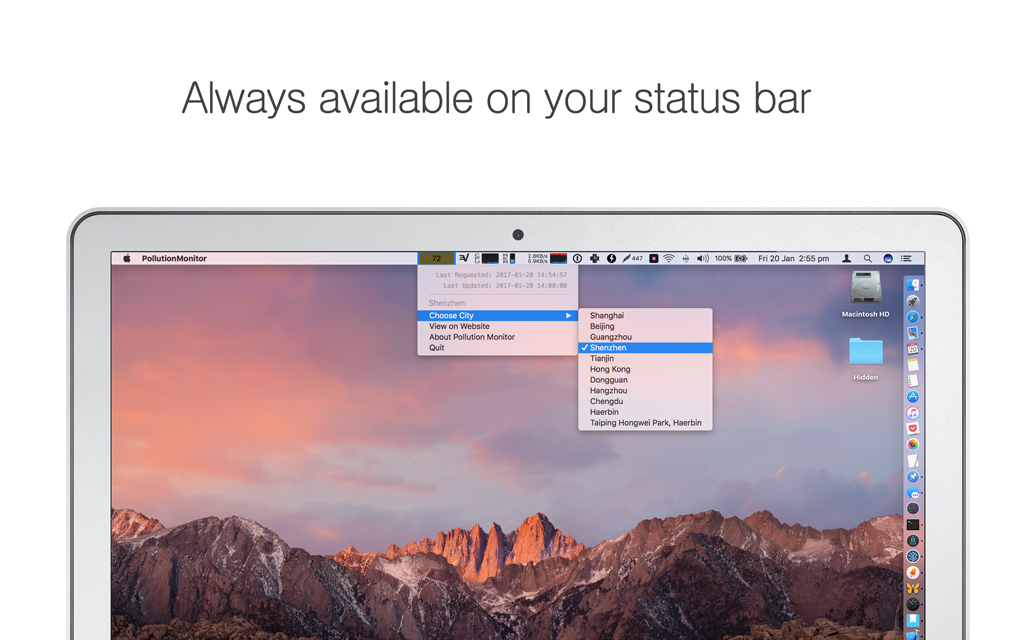 Always available on your status bar
PollutionMonitor
72
2.8KB/s
5.9KB/s
447
100%
Fri 20 Jan 2:55 pm
Last Requested: 2017-01-20 14:54:57
Last Updated: 2017-01-20 14:00:00
Shenzhen
Choose City
View on Website
About Pollution Monitor
Quit
Shanghai
Beijing
Guangzhou
Shenzhen
Tianjin
Hong Kong
Dongguan
Hangzhou
Chengdu
Haerbin
Taiping Hongwei Park, Haerbin
Macintosh HD
Hidden
20